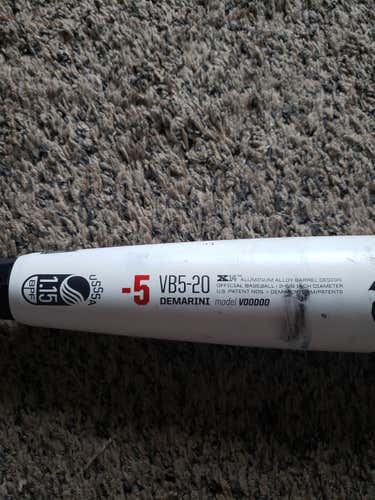 uSSSA
1.15
BPF
-5
VB5-20
DEMARINI model VOODOO
X14 ALUMINUM ALLOY BARREL DESIGN
OFFICIAL BASEBALL - 2-5/8 INCH DIAMETER
U.S. PATENT NOS. DEMARINI.COM/PATENTS